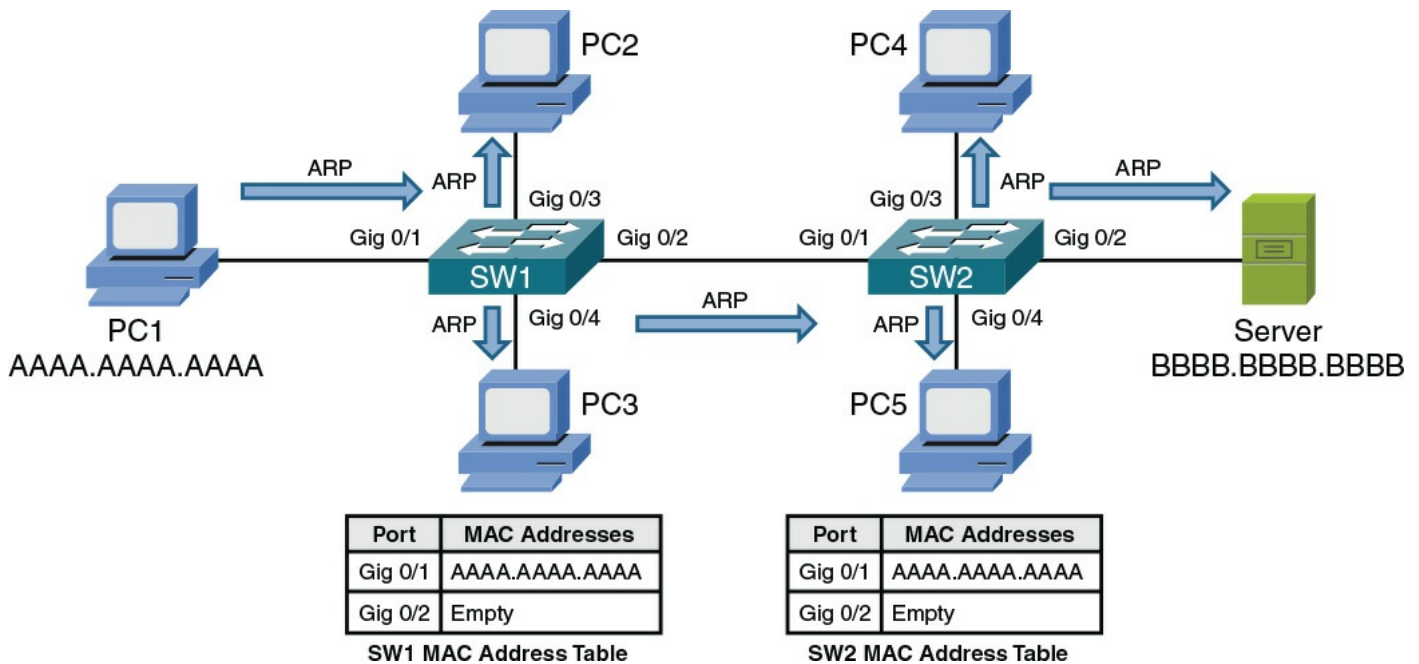 PC2
PC4
ARP
ARP
ARP
ARP
Gig 0/3
Gig 0/3
Gig 0/1
Gig 0/2
Gig 0/1
Gig 0/2
SW1
SW2
ARP
ARP
Gig 0/4
ARP
Gig 0/4
PC1
AAAA.AAAA.AAAA
Server
BBBB.BBBB.BBBB
PC3
PC5
Port MAC Addresses
Gig 0/1 AAAA.AAAA.AAAA
Gig 0/2 Empty
SW1 MAC Address Table
Port MAC Addresses
Gig 0/1 AAAA.AAAA.AAAA
Gig 0/2 Empty
SW2 MAC Address Table